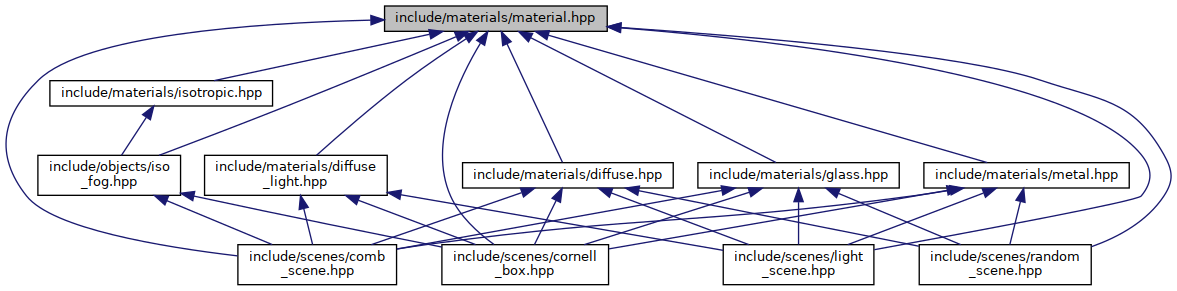 include/materials/material.hpp
include/materials/isotropic.hpp
include/objects/iso
_fog.hpp
include/materials/diffuse
_light.hpp
include/materials/diffuse.hpp
include/materials/glass.hpp
include/materials/metal.hpp
include/scenes/comb
_scene.hpp
include/scenes/cornell
_box.hpp
include/scenes/light
_scene.hpp
include/scenes/random
_scene.hpp